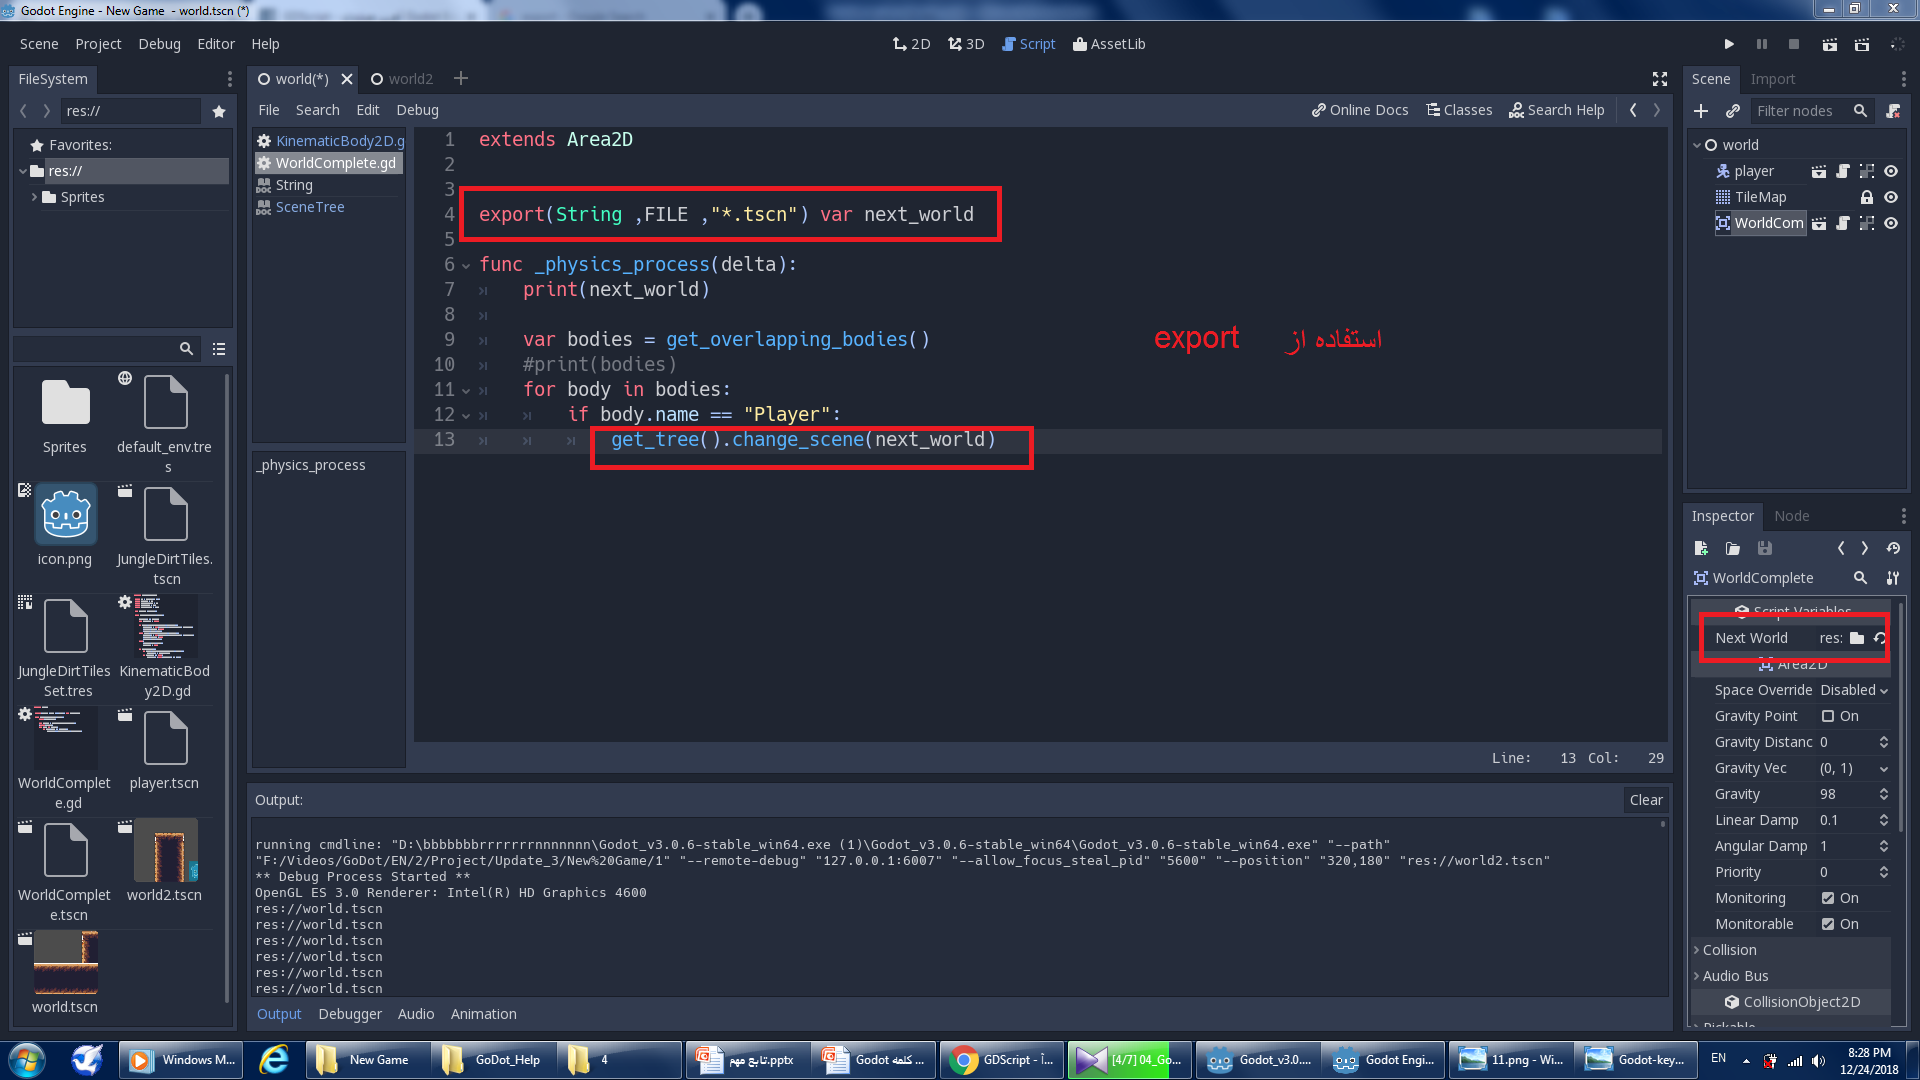 Godot Engine - New Game - world.tscn (*)
Scene Project Debug Editor Help
2D 3D Script AssetLib
FileSystem
res://
Favorites:
res://
Sprites
Sprites
default_env.tres
icon.png
JungleDirtTiles.tscn
JungleDirtTilesSet.tres
KinematicBody2D.gd
WorldComplete.gd
player.tscn
WorldComplete.tscn
world2.tscn
world.tscn
world(*) world2
File Search Edit Debug
Online Docs Classes Search Help
KinematicBody2D.g
WorldComplete.gd
String
SceneTree
_physics_process
1 extends Area2D
2
3
4 export(String ,FILE ,"*.tscn") var next_world
5
6 func _physics_process(delta):
7 print(next_world)
8
9 var bodies = get_overlapping_bodies()
10 #print(bodies)
11 for body in bodies:
12 if body.name == "Player":
13 get_tree().change_scene(next_world)
استفاده از export
Line: 13 Col: 29
Output:
Clear
running cmdline: "D:\bbbbbbbrrrrrrrnnnnnnn\Godot_v3.0.6-stable_win64.exe (1)\Godot_v3.0.6-stable_win64\Godot_v3.0.6-stable_win64.exe" "--path"
"F:/Videos/GoDot/EN/2/Project/Update_3/New%20Game/1" "--remote-debug" "127.0.0.1:6007" "--allow_focus_steal_pid" "5600" "--position" "320,180" "res://world2.tscn"
** Debug Process Started **
OpenGL ES 3.0 Renderer: Intel(R) HD Graphics 4600
res://world.tscn
res://world.tscn
res://world.tscn
res://world.tscn
res://world.tscn
res://world.tscn
Output Debugger Audio Animation
Scene Import
Filter nodes
world
player
TileMap
WorldCom
Inspector Node
WorldComplete
Script Variables
Next World res:
Area2D
Space Override Disabled
Gravity Point On
Gravity Distanc 0
Gravity Vec (0, 1)
Gravity 98
Linear Damp 0.1
Angular Damp 1
Priority 0
Monitoring On
Monitorable On
Collision
Audio Bus
CollisionObject2D
Pickable
Windows M...
New Game
GoDot_Help
4
تابع مهم.pptx
Godot کلمه ...
GDScript - آ...
[4/7] 04_Go...
Godot_v3.0....
Godot Engi...
11.png - Wi...
Godot-key...
EN
8:28 PM
12/24/2018